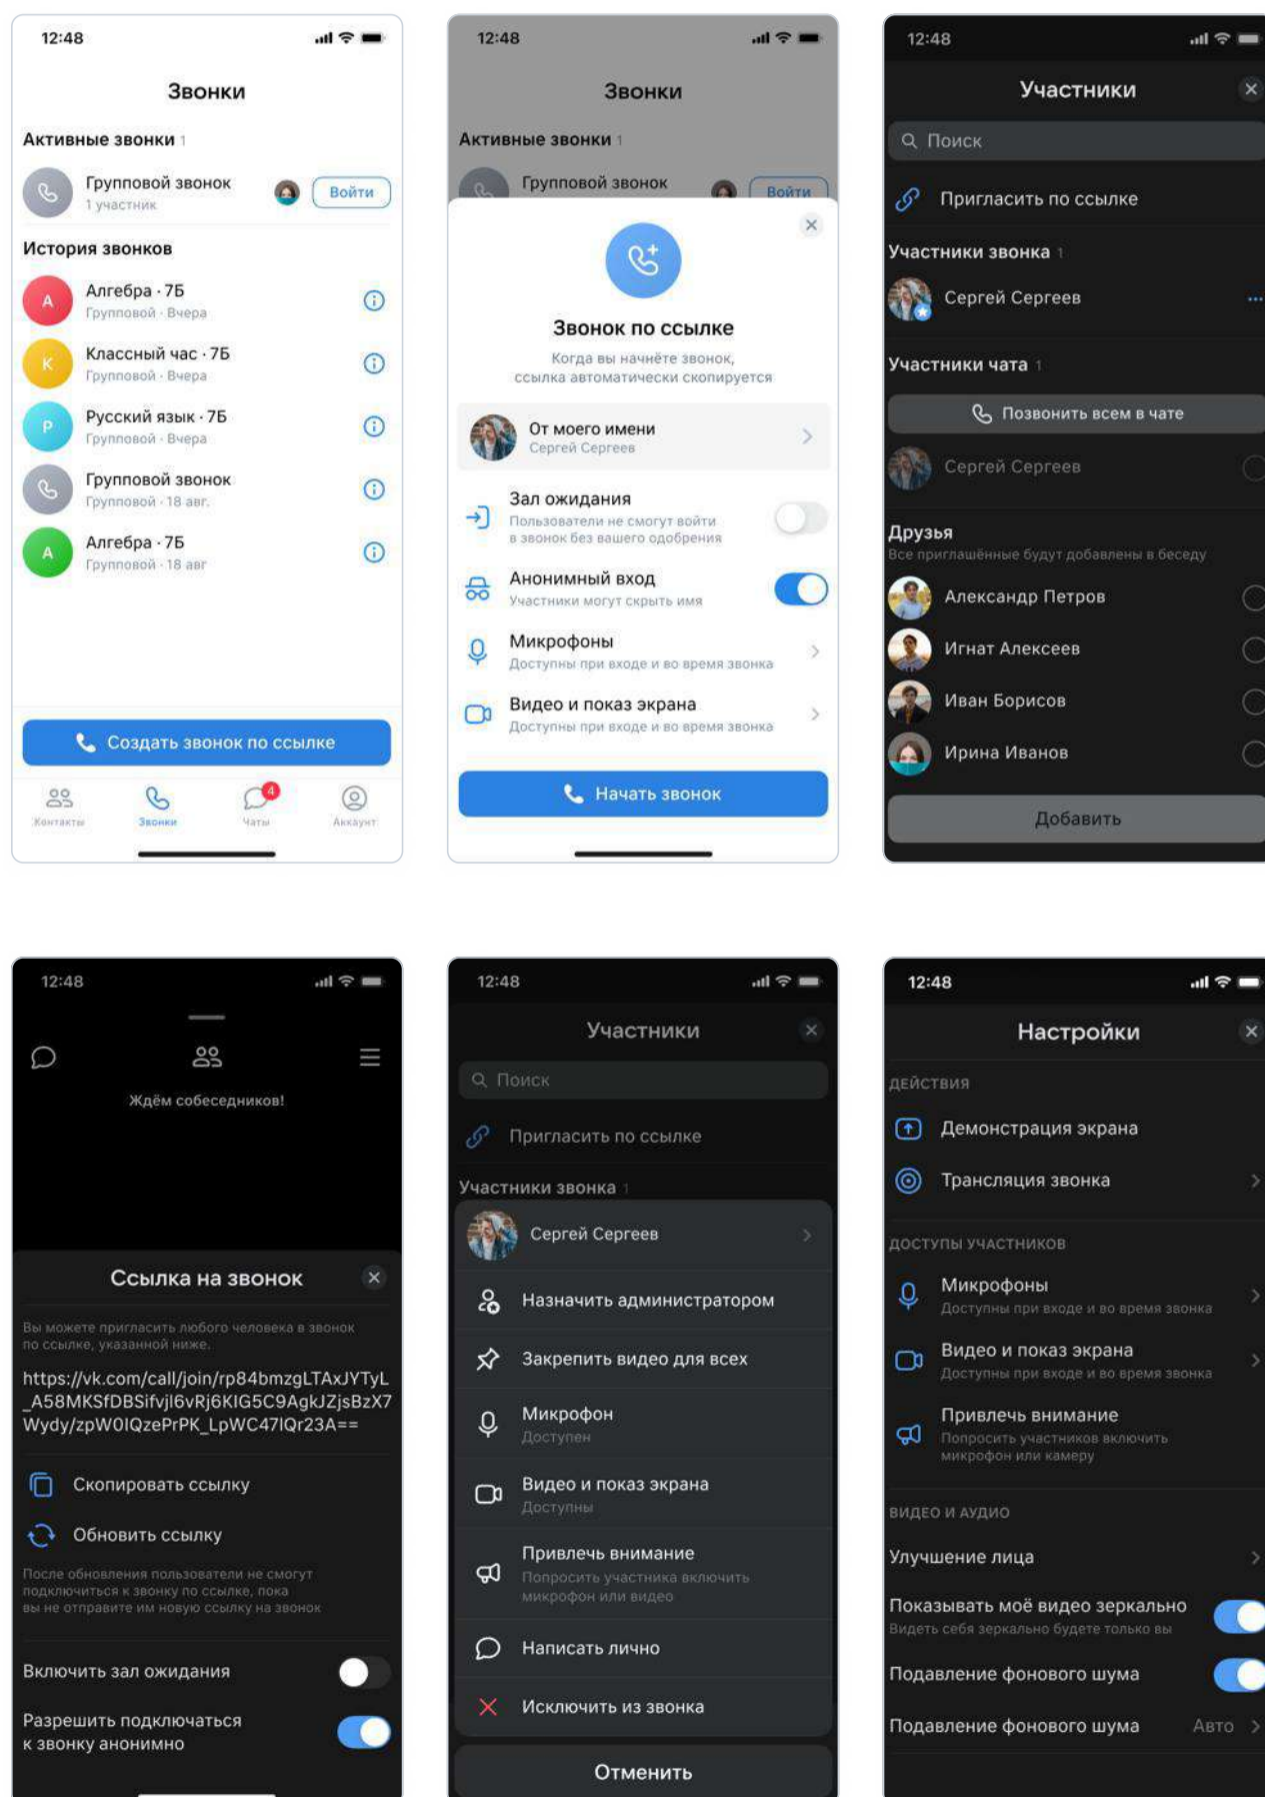 12:48
Звонки
Активные звонки 1
Групповой звонок
1 участник
Войти
История звонков
А
Алгебра · 7Б
Групповой · Вчера
К
Классный час · 7Б
Групповой · Вчера
Р
Русский язык · 7Б
Групповой · Вчера
Групповой звонок
Групповой · 18 авг.
А
Алгебра · 7Б
Групповой · 18 авг
Создать звонок по ссылке
4
Контакты
Звонки
Чаты
Аккаунт
12:48
Звонки
Активные звонки 1
Групповой звонок
Войти
Звонок по ссылке
Когда вы начнёте звонок,
ссылка автоматически скопируется
От моего имени
Сергей Сергеев
Зал ожидания
Пользователи не смогут войти
в звонок без вашего одобрения
Анонимный вход
Участники могут скрыть имя
Микрофоны
Доступны при входе и во время звонка
Видео и показ экрана
Доступны при входе и во время звонка
Начать звонок
12:48
Участники
Поиск
Пригласить по ссылке
Участники звонка 1
Сергей Сергеев
Участники чата 1
Позвонить всем в чате
Сергей Сергеев
Друзья
Все приглашённые будут добавлены в беседу
Александр Петров
Игнат Алексеев
Иван Борисов
Ирина Иванов
Добавить
12:48
Ждём собеседников!
Ссылка на звонок
Вы можете пригласить любого человека в звонок
по ссылке, указанной ниже.
https://vk.com/call/join/rp84bmzgLTAxJYTyL
_A58MKSfDBSifvjl6vRj6KIG5C9AgkJZjsBzX7
Wydy/zpW0IQzePrPK_LpWC47lQr23A==
Скопировать ссылку
Обновить ссылку
После обновления пользователи не смогут
подключиться к звонку по ссылке, пока
вы не отправите им новую ссылку на звонок
Включить зал ожидания
Разрешить подключаться
к звонку анонимно
12:48
Участники
Поиск
Пригласить по ссылке
Участники звонка 1
Сергей Сергеев
Назначить администратором
Закрепить видео для всех
Микрофон
Доступен
Видео и показ экрана
Доступны
Привлечь внимание
Попросить участника включить
микрофон или видео
Написать лично
Исключить из звонка
Отменить
12:48
Настройки
ДЕЙСТВИЯ
Демонстрация экрана
Трансляция звонка
ДОСТУПЫ УЧАСТНИКОВ
Микрофоны
Доступны при входе и во время звонка
Видео и показ экрана
Доступны при входе и во время звонка
Привлечь внимание
Попросить участников включить
микрофон или камеру
ВИДЕО И АУДИО
Улучшение лица
Показывать моё видео зеркально
Видеть себя зеркально будете только вы
Подавление фонового шума
Подавление фонового шума
Авто